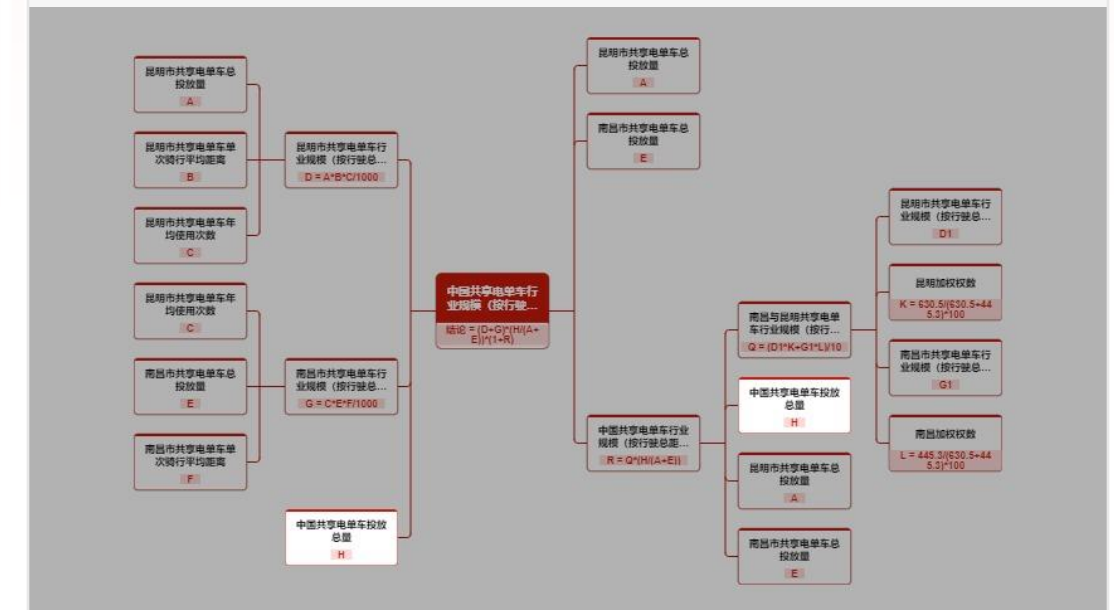 昆明市共享电单车总
投放量
A
昆明市共享电单车单
次骑行平均距离
B
昆明市共享电单车年
均使用次数
C
昆明市共享电单车行
业规模（按行驶总...
D = A*B*C/1000
南昌市共享电单车年
均使用次数
C
南昌市共享电单车总
投放量
E
南昌市共享电单车单
次骑行平均距离
F
南昌市共享电单车行
业规模（按行驶总...
G = C*E*F/1000
中国共享电单车投放
总量
H
中国共享电单车行
业规模（按行驶...
结论 = (D+G)*(H/(A+
E))*(1+R)
昆明市共享电单车总
投放量
A
南昌市共享电单车总
投放量
E
中国共享电单车行业
规模（按行驶总距...
R = Q*(H/(A+E))
南昌与昆明共享电单
车行业规模（按行...
Q = (D1*K+G1*L)/10
中国共享电单车投放
总量
H
昆明市共享电单车总
投放量
A
南昌市共享电单车总
投放量
E
昆明市共享电单车行
业规模（按行驶总...
D1
昆明加权权数
K = 630.5/(630.5+44
5.3)*100
南昌市共享电单车行
业规模（按行驶总...
G1
南昌加权权数
L = 445.3/(630.5+44
5.3)*100